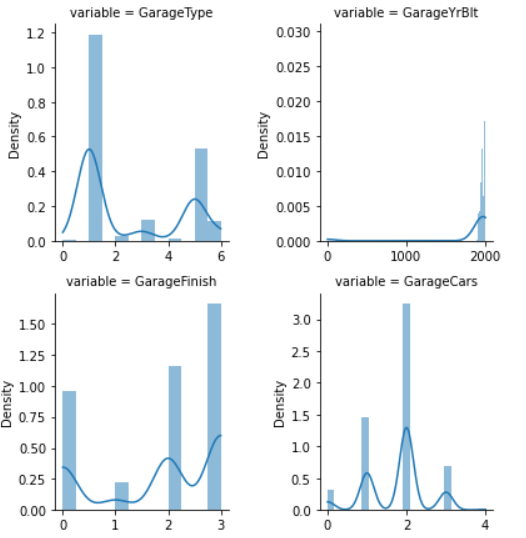 variable = GarageType
1.2
1.0
0.8
0.6
0.4
0.2
0.0
Density
0 2 4 6
variable = GarageYrBlt
0.030
0.025
0.020
0.015
0.010
0.005
0.000
Density
0 1000 2000
variable = GarageFinish
1.50
1.25
1.00
0.75
0.50
0.25
0.00
Density
0 1 2 3
variable = GarageCars
3.0
2.5
2.0
1.5
1.0
0.5
0.0
Density
0 2 4